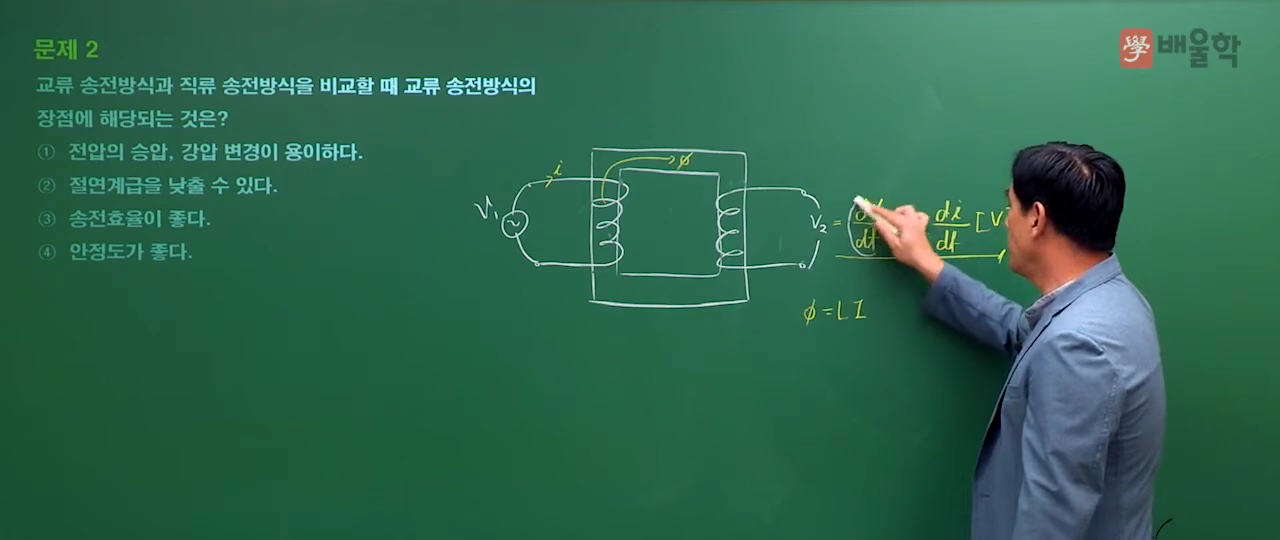 學 배울학
문제 2
교류 송전방식과 직류 송전방식을 비교할 때 교류 송전방식의
장점에 해당되는 것은?
① 전압의 승압, 강압 변경이 용이하다.
② 절연계급을 낮출 수 있다.
③ 송전효율이 좋다.
④ 안정도가 좋다.
i
φ
V₁
~
V₂ = dt di/dt [V
φ = LI